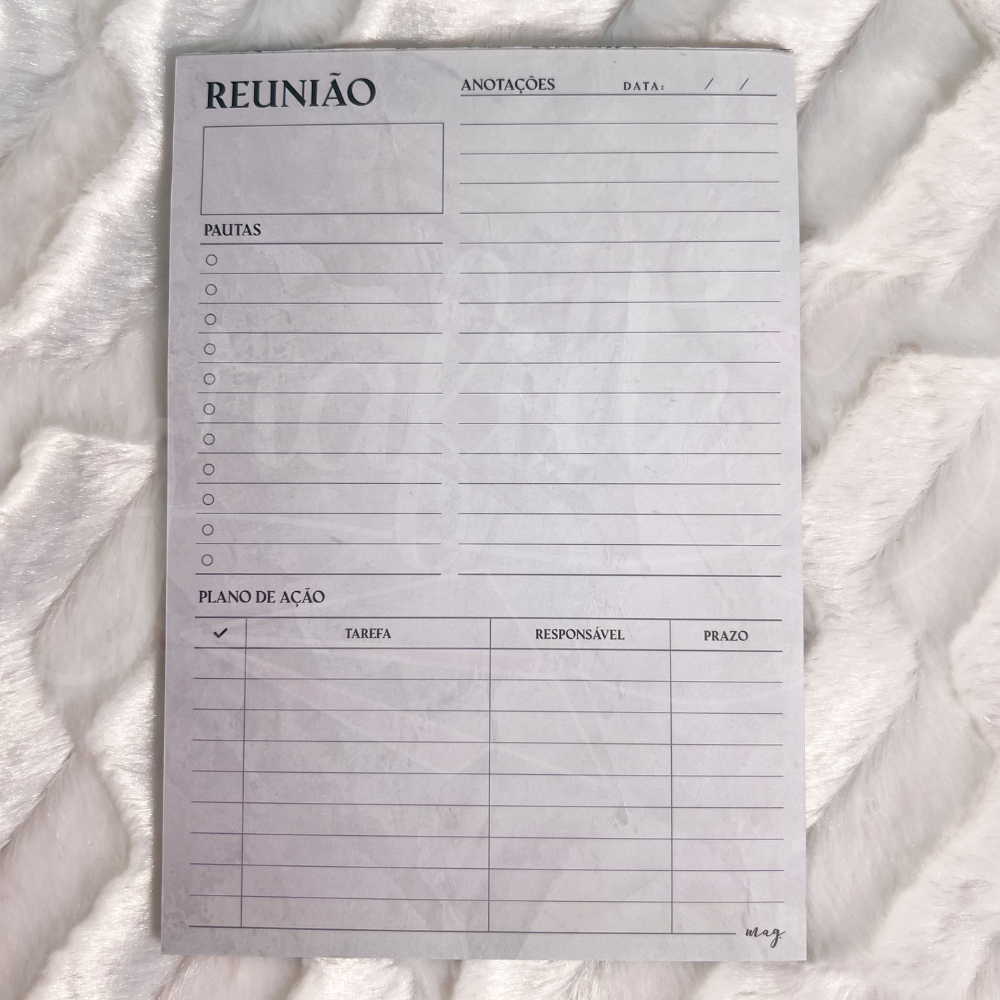 REUNIÃO
ANOTAÇÕES DATA: / /
PAUTAS
PLANO DE AÇÃO
✓ TAREFA RESPONSÁVEL PRAZO
mag.